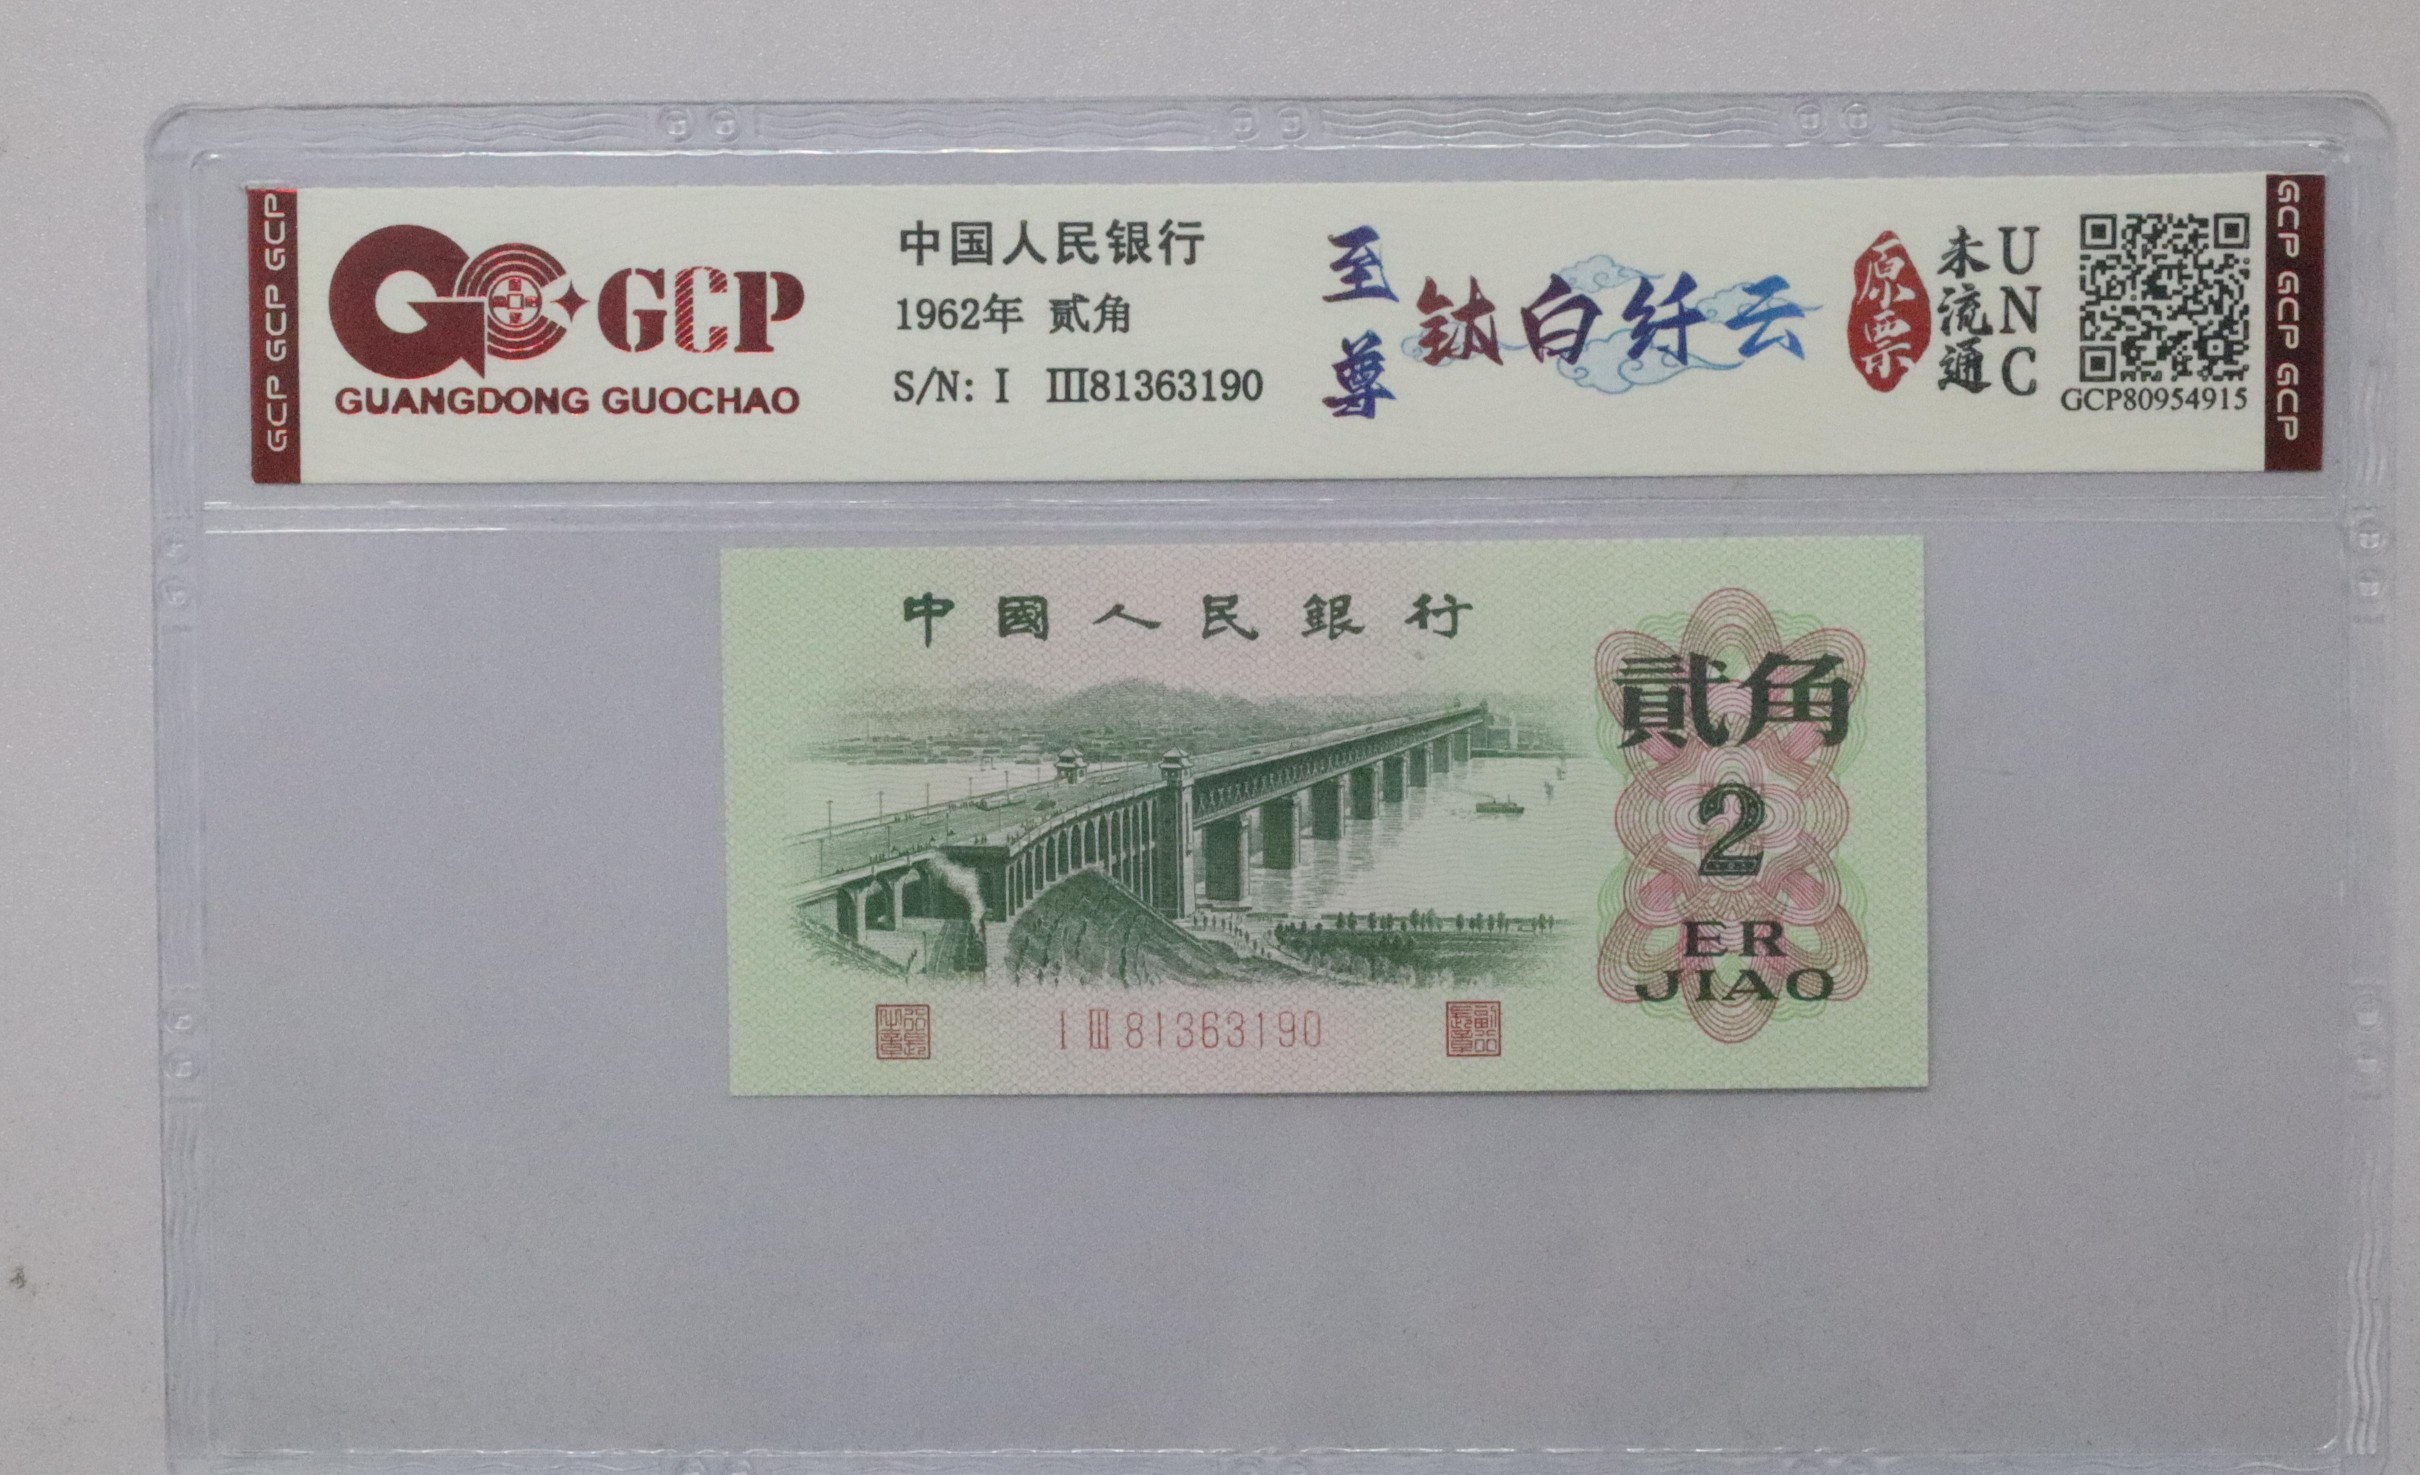 GCP GCP GCP
GCP
GUANGDONG GUOCHAO
中国人民银行
1962年 贰角
S/N: I III81363190
至尊
钛白纤云
原票
未流通
UNC
GCP80954915
GCP GCP GCP
中國人民銀行
貳角
2
ER
JIAO
I III 81363190